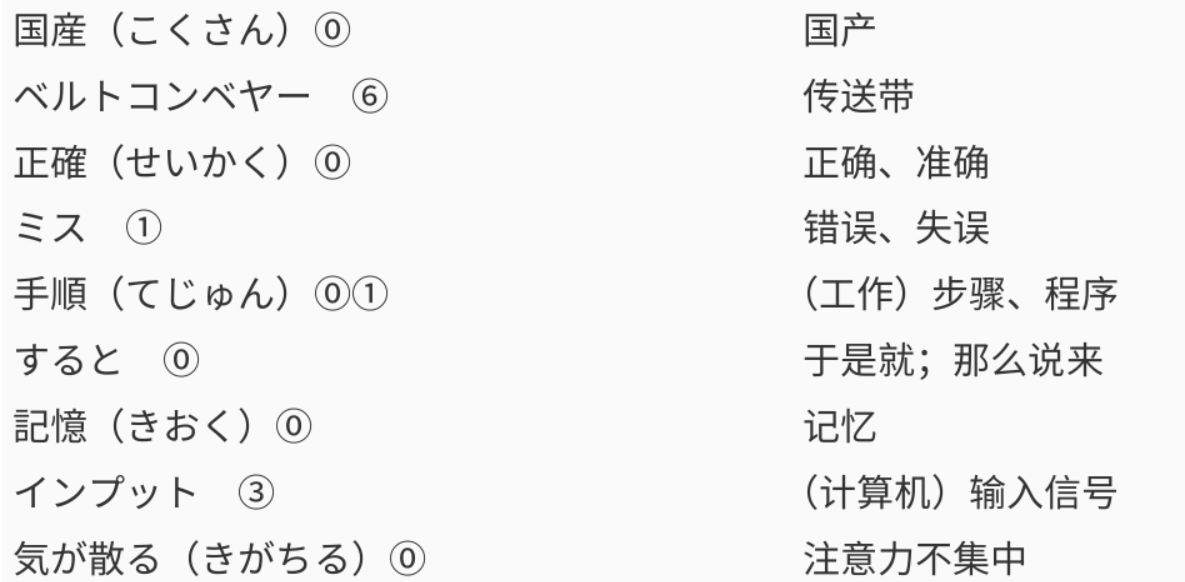 国産（こくさん）⓪ 国产
ベルトコンベヤー ⑥ 传送带
正確（せいかく）⓪ 正确、准确
ミス ① 错误、失误
手順（てじゅん）⓪① （工作）步骤、程序
すると ⓪ 于是就；那么说来
記憶（きおく）⓪ 记忆
インプット ③ （计算机）输入信号
気が散る（きがちる）⓪ 注意力不集中